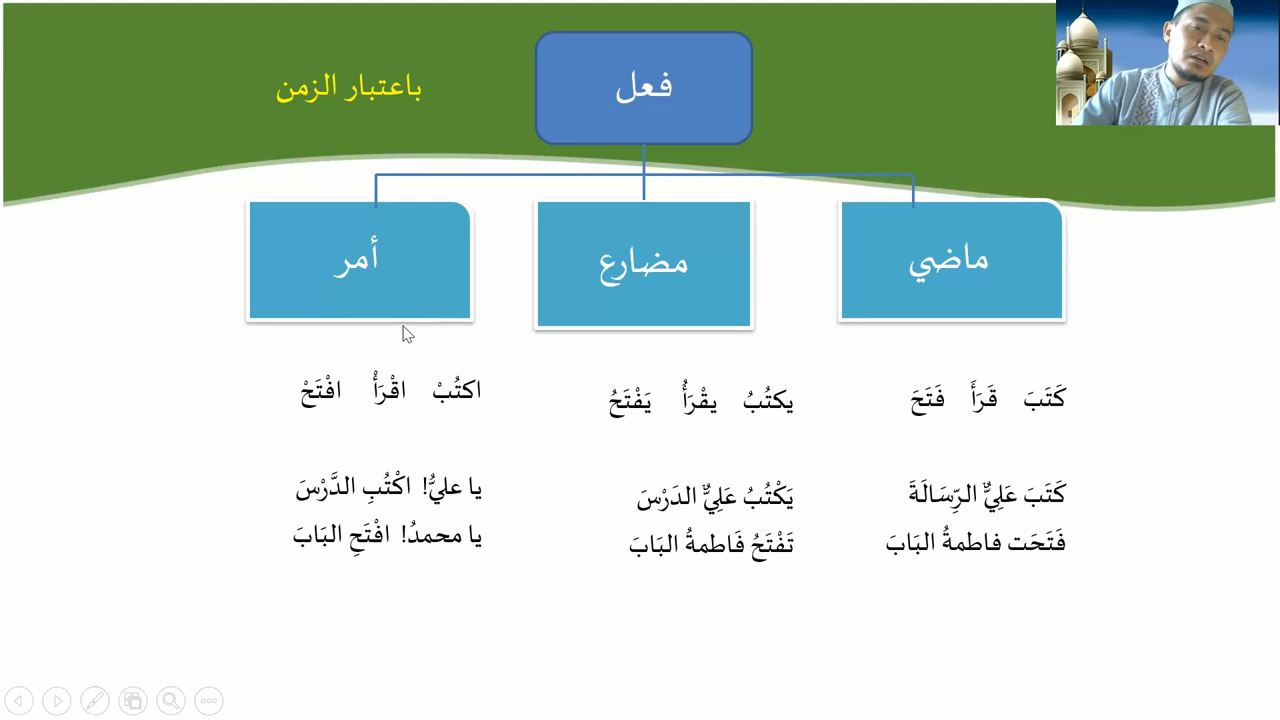 فعل
باعتبار الزمن
ماضي
مضارع
أمر
كَتَبَ قَرَأَ فَتَحَ
يكتُبُ يقْرَأُ يَفْتَحُ
اكتُبْ اقْرَأْ افْتَحْ
كَتَبَ عَلِيٌّ الرِّسَالَةَ
فَتَحَت فاطمةُ البَابَ
يَكْتُبُ عَلِيٌّ الدَرْسَ
تَفْتَحُ فَاطمةُ البَابَ
يا عليُّ! اكْتُبِ الدَّرْسَ
يا محمدُ! افْتَحِ البَابَ